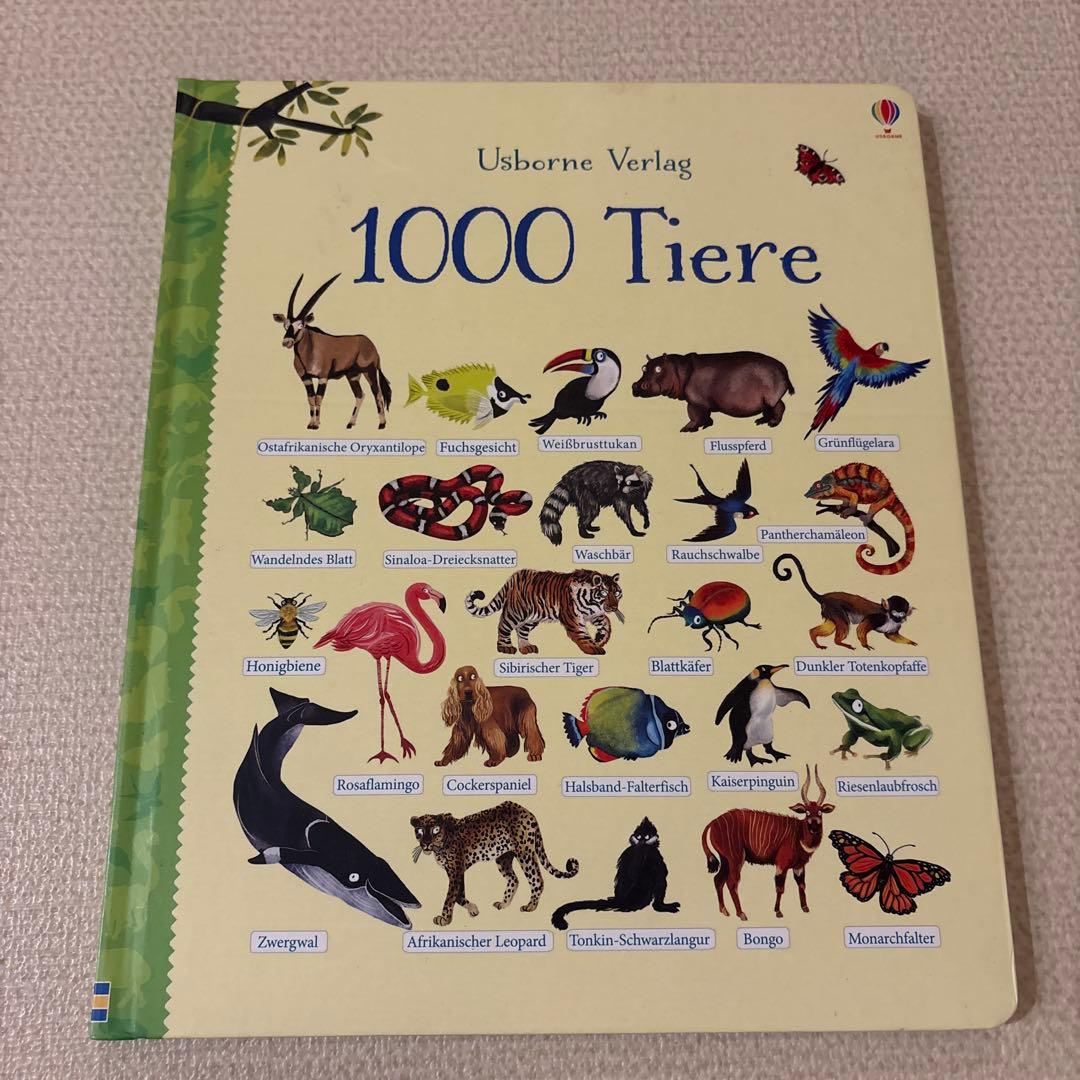 USBORNE
Usborne Verlag
1000 Tiere
Ostafrikanische Oryxantilope
Fuchsgesicht
Weißbrusttukan
Flusspferd
Grünflügelara
Wandelndes Blatt
Sinaloa-Dreiecksnatter
Waschbär
Rauchschwalbe
Pantherchamäleon
Honigbiene
Sibirischer Tiger
Blattkäfer
Dunkler Totenkopfaffe
Rosaflamingo
Cockerspaniel
Halsband-Falterfisch
Kaiserpinguin
Riesenlaubfrosch
Zwergwal
Afrikanischer Leopard
Tonkin-Schwarzlangur
Bongo
Monarchfalter